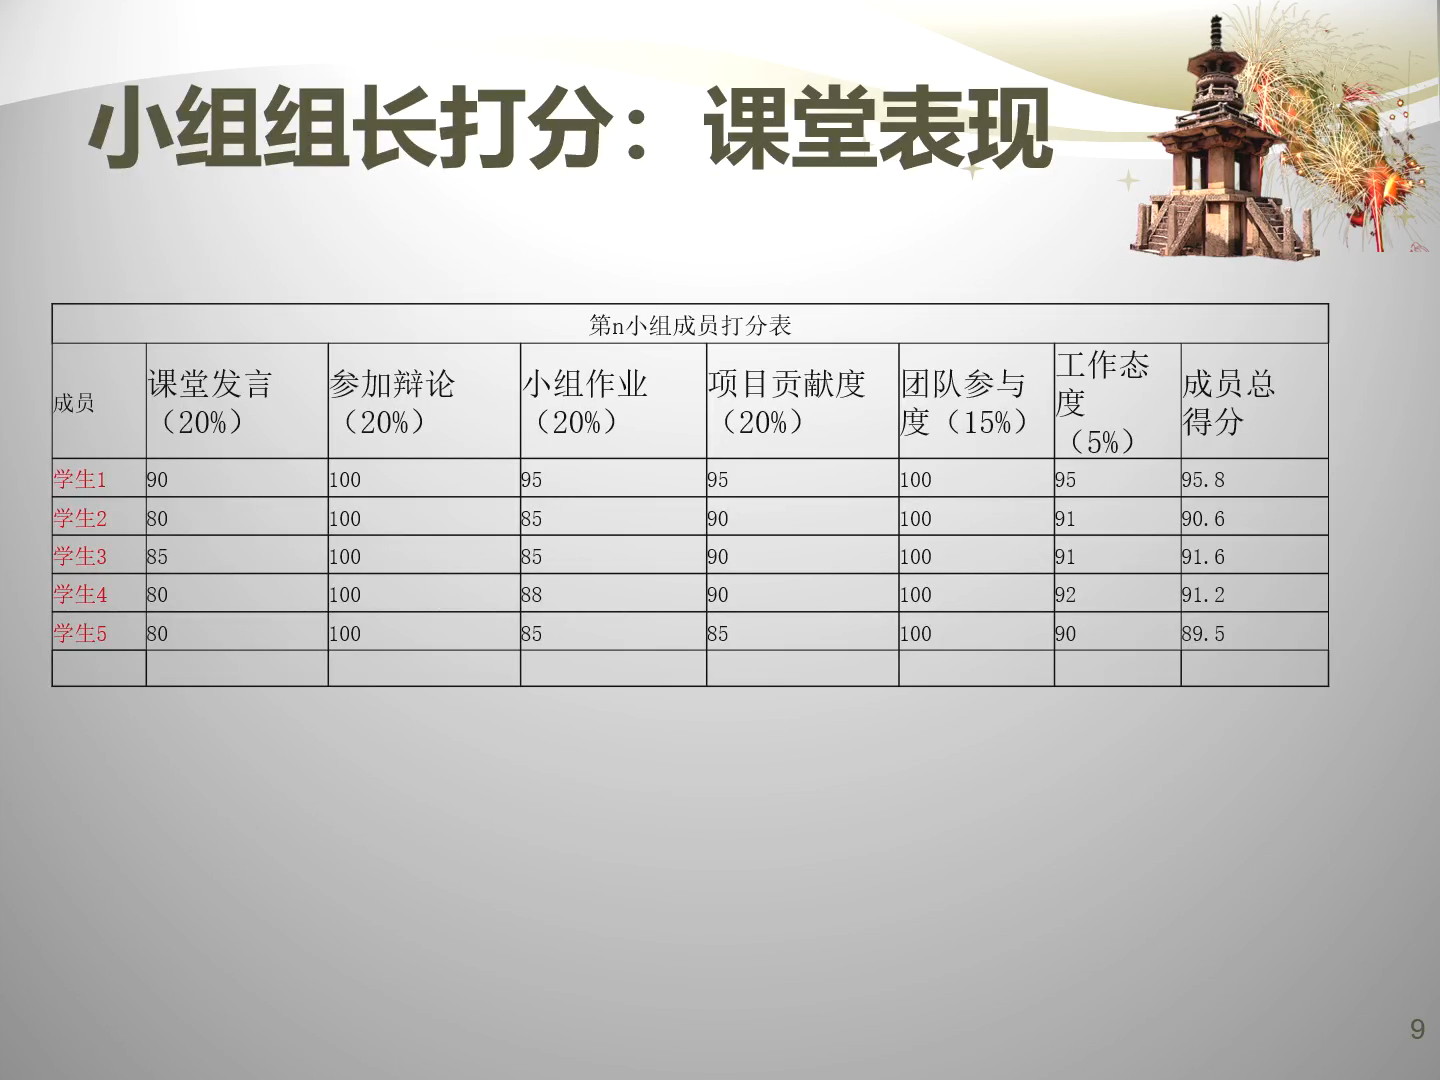 小组组长打分：课堂表现
第n小组成员打分表
成员 课堂发言（20%） 参加辩论（20%） 小组作业（20%） 项目贡献度（20%） 团队参与度（15%） 工作态度（5%） 成员总得分
学生1 90 100 95 95 100 95 95.8
学生2 80 100 85 90 100 91 90.6
学生3 85 100 85 90 100 91 91.6
学生4 80 100 88 90 100 92 91.2
学生5 80 100 85 85 100 90 89.5
9